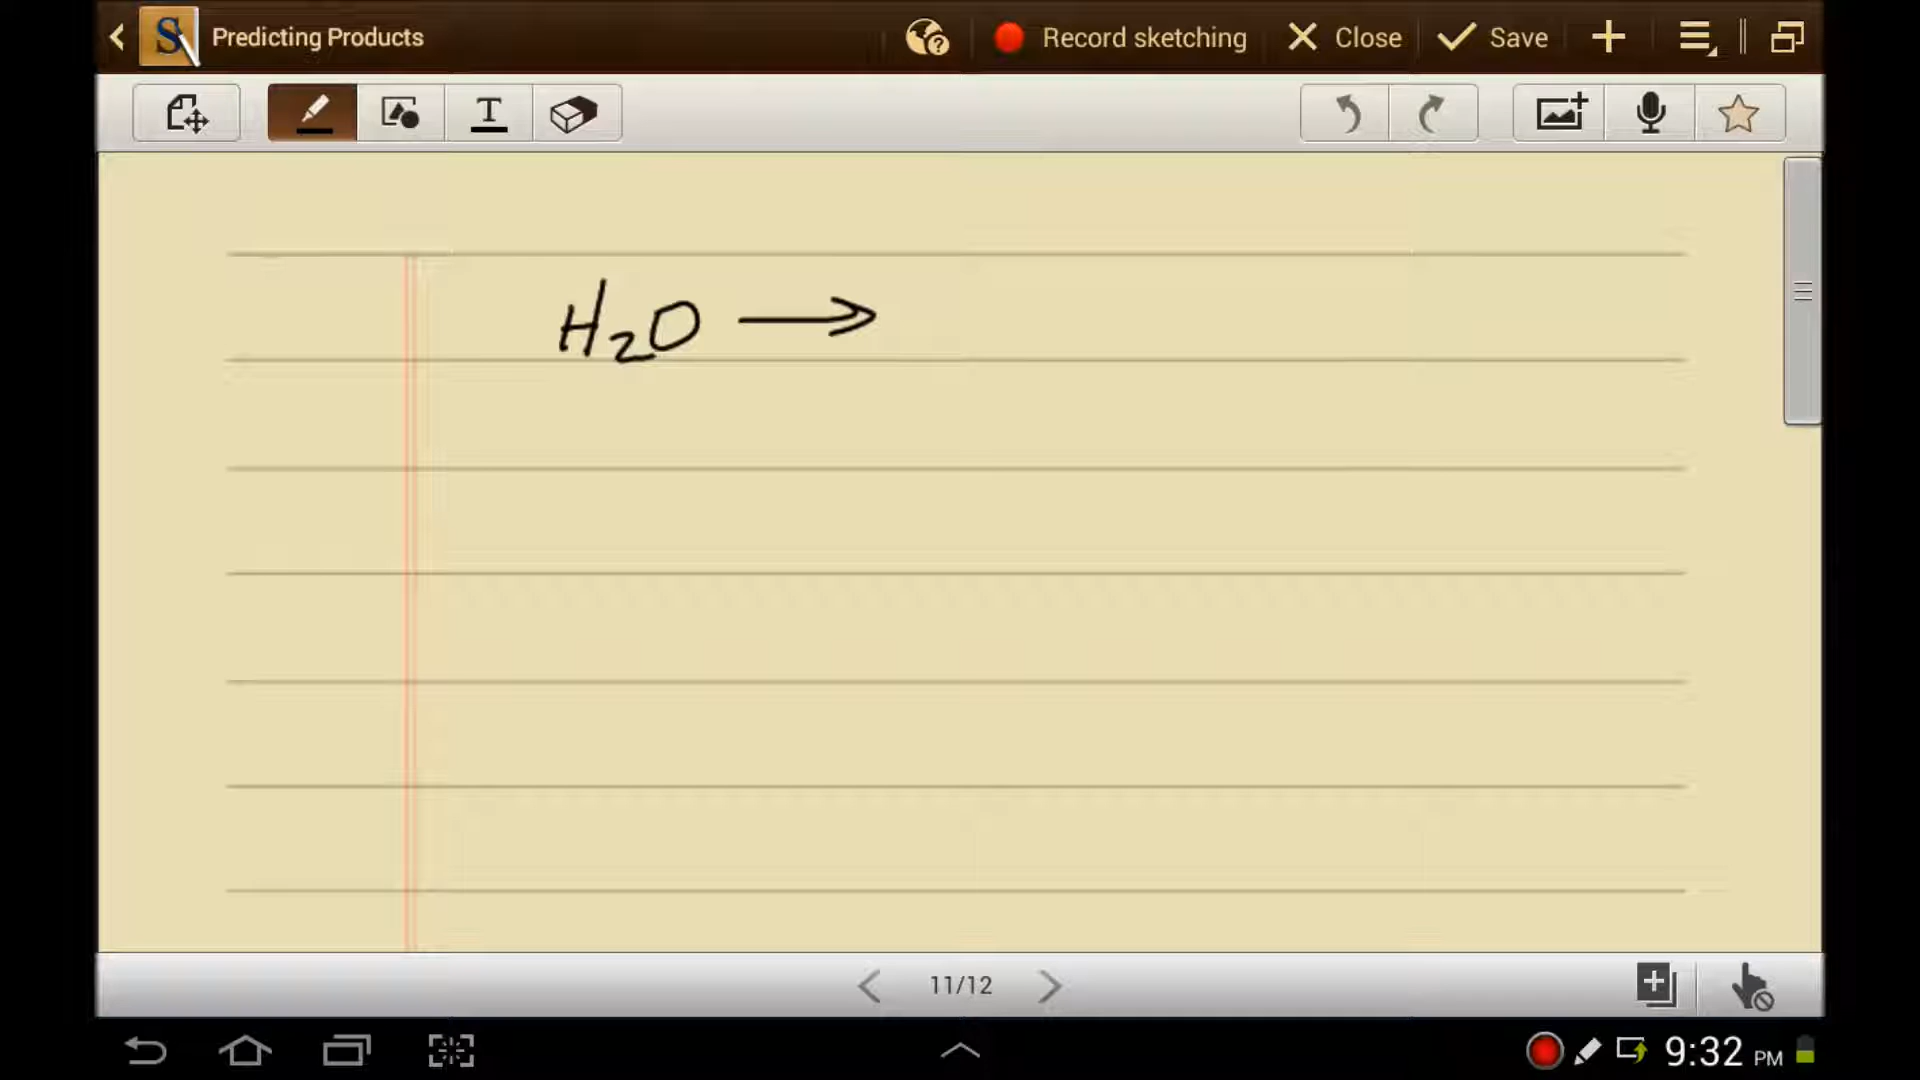 Predicting Products
Record sketching
Close
Save
T
H₂O ⟶
11/12
9:32 PM